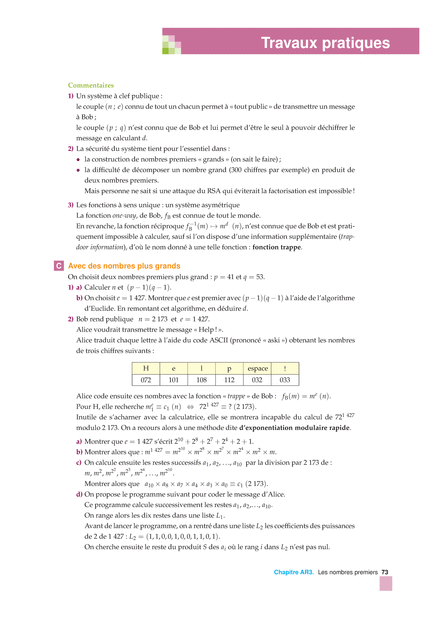 Travaux pratiques
Commentaires
1) Un système à clef publique :
le couple (n ; e) connu de tout un chacun permet à « tout public » de transmettre un message
à Bob ;
le couple (p ; q) n'est connu que de Bob et lui permet d'être le seul à pouvoir déchiffrer le
message en calculant d.
2) La sécurité du système tient pour l'essentiel dans :
• la construction de nombres premiers « grands » (on sait le faire) ;
• la difficulté de décomposer un nombre grand (300 chiffres par exemple) en produit de
deux nombres premiers.
Mais personne ne sait si une attaque du RSA qui éviterait la factorisation est impossible !
3) Les fonctions à sens unique : un système asymétrique
La fonction one-way, de Bob, f_B est connue de tout le monde.
En revanche, la fonction réciproque f_B^{-1}(m) → m^d (n), n'est connue que de Bob et est prati-
quement impossible à calculer, sauf si l'on dispose d'une information supplémentaire (trap-
door information), d'où le nom donné à une telle fonction : fonction trappe.
C Avec des nombres plus grands
On choisit deux nombres premiers plus grand : p = 41 et q = 53.
1) a) Calculer n et (p − 1)(q − 1).
b) On choisit e = 1 427. Montrer que e est premier avec (p − 1)(q − 1) à l'aide de l'algorithme
d'Euclide. En remontant cet algorithme, en déduire d.
2) Bob rend publique n = 2 173 et e = 1 427.
Alice voudrait transmettre le message « Help ! ».
Alice traduit chaque lettre à l'aide du code ASCII (prononcé « aski ») obtenant les nombres
de trois chiffres suivants :
H e l p espace !
072 101 108 112 032 033
Alice code ensuite ces nombres avec la fonction « trappe » de Bob : f_B(m) = m^e (n).
Pour H, elle recherche m_1^e ≡ c_1 (n) ⇔ 72^{1 427} ≡ ? (2 173).
Inutile de s'acharner avec la calculatrice, elle se montrera incapable du calcul de 72^{1 427}
modulo 2 173. On a recours alors à une méthode dite d'exponentiation modulaire rapide.
a) Montrer que e = 1 427 s'écrit 2^{10} + 2^8 + 2^7 + 2^4 + 2 + 1.
b) Montrer alors que : m^{1 427} = m^{2^{10}} × m^{2^8} × m^{2^7} × m^{2^4} × m^2 × m.
c) On calcule ensuite les restes successifs a_1, a_2, …, a_{10} par la division par 2 173 de :
m, m^2, m^{2^2}, m^{2^3}, m^{2^4}, …, m^{2^{10}}.
Montrer alors que a_{10} × a_8 × a_7 × a_4 × a_1 × a_0 ≡ c_1 (2 173).
d) On propose le programme suivant pour coder le message d'Alice.
Ce programme calcule successivement les restes a_1, a_2, …, a_{10}.
On range alors les dix restes dans une liste L_1.
Avant de lancer le programme, on a rentré dans une liste L_2 les coefficients des puissances
de 2 de 1 427 : L_2 = (1, 1, 0, 0, 1, 0, 0, 1, 1, 0, 1).
On cherche ensuite le reste du produit S des a_i où le rang i dans L_2 n'est pas nul.
Chapitre AR3. Les nombres premiers 73